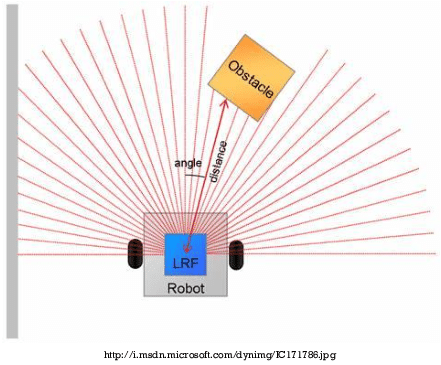 Obstacle
angle
distance
LRF
Robot
http://i.msdn.microsoft.com/dynimg/IC171786.jpg